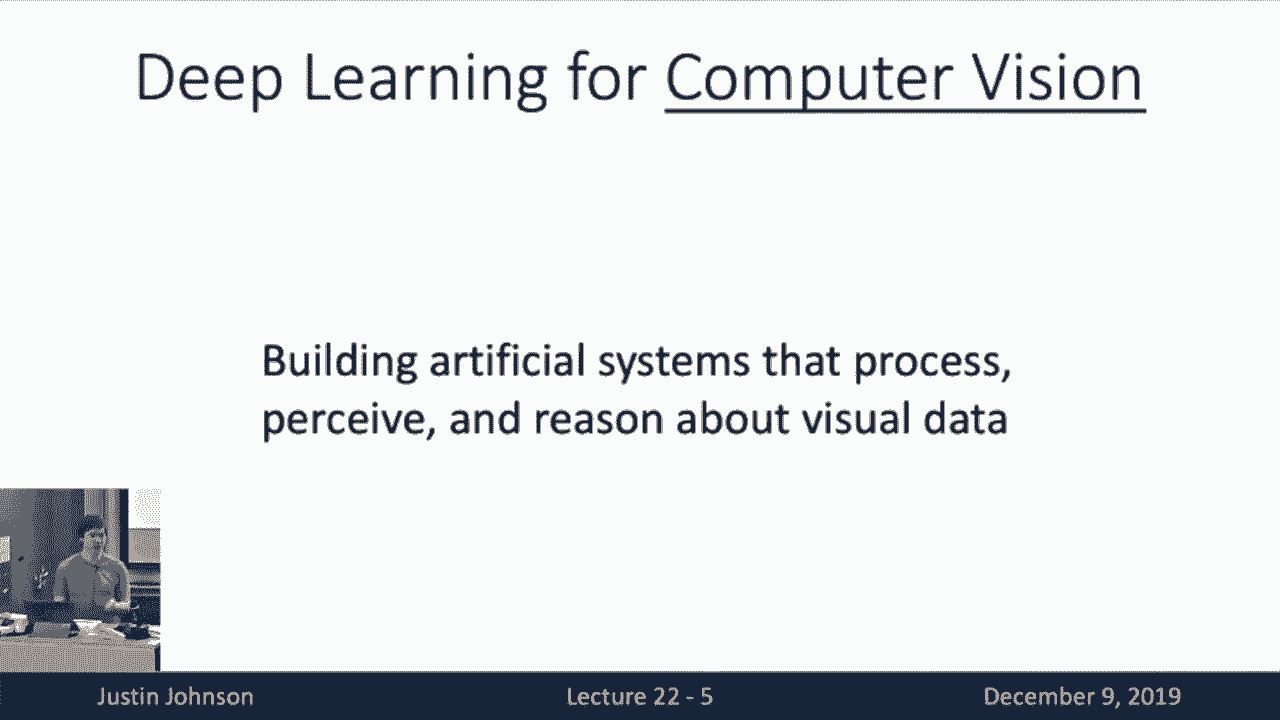 Deep Learning for Computer Vision
Building artificial systems that process,
perceive, and reason about visual data
Justin Johnson
Lecture 22 - 5
December 9, 2019